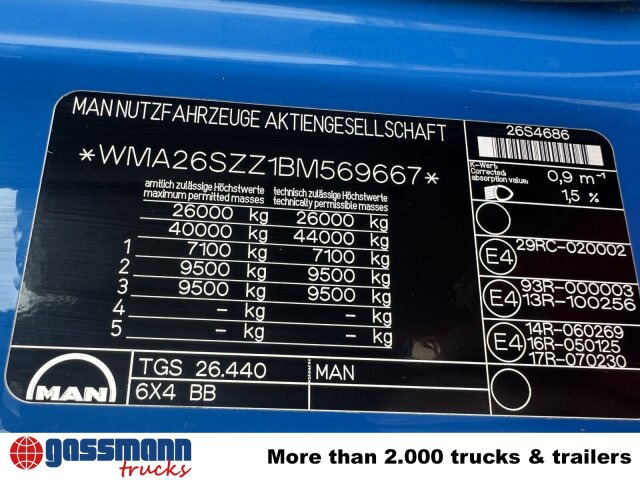 MAN NUTZFAHRZEUGE AKTIENGESELLSCHAFT
26S4686
*WMA26SZZ1BM569667*
K-Wert
Corrected absorption value: 0,9 m⁻¹
1,5 %
amtlich zulässige Höchstwerte technisch zulässige Höchstwerte
maximum permitted masses technically permissible masses
26000 kg 26000 kg
40000 kg 44000 kg
1 7100 kg 7100 kg
2 9500 kg 9500 kg
3 9500 kg 9500 kg
4 – kg – kg
5 – kg – kg
E4 29RC-020002
E4 93R-000003
13R-100256
E4 14R-060269
16R-050125
17R-070230
MAN
TGS 26.440 MAN
6X4 BB
gassmann
trucks
More than 2.000 trucks & trailers